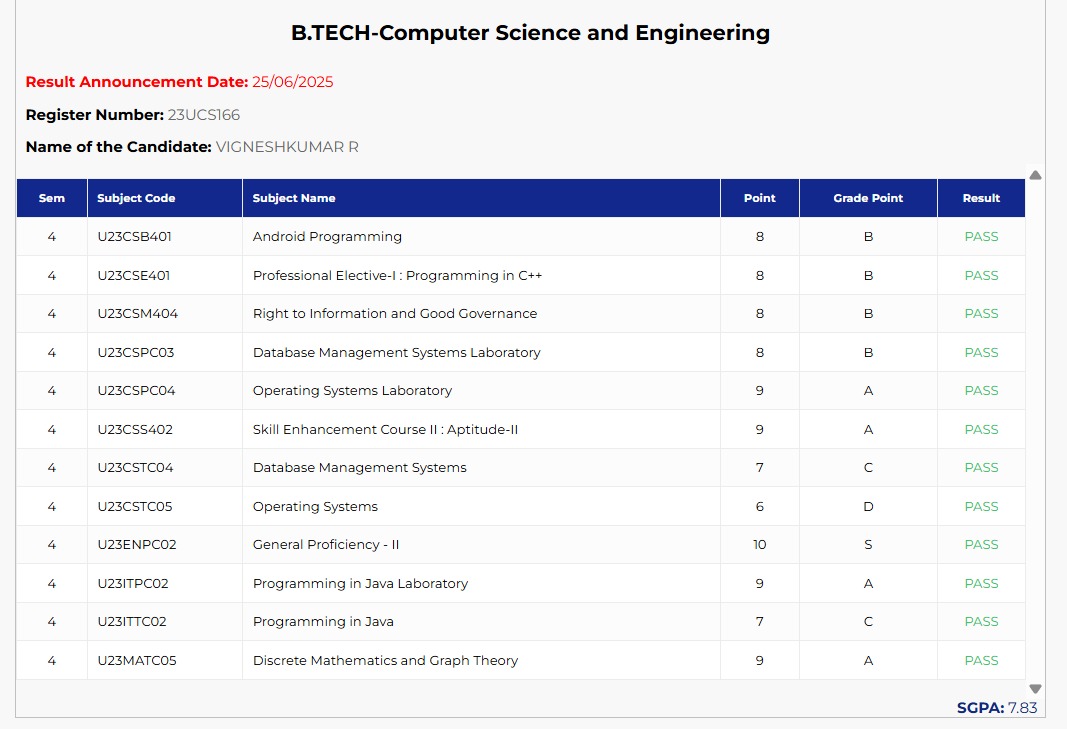 B.TECH-Computer Science and Engineering
Result Announcement Date: 25/06/2025
Register Number: 23UCS166
Name of the Candidate: VIGNESHKUMAR R
Sem Subject Code Subject Name Point Grade Point Result
4 U23CSB401 Android Programming 8 B PASS
4 U23CSE401 Professional Elective-I : Programming in C++ 8 B PASS
4 U23CSM404 Right to Information and Good Governance 8 B PASS
4 U23CSPC03 Database Management Systems Laboratory 8 B PASS
4 U23CSPC04 Operating Systems Laboratory 9 A PASS
4 U23CSS402 Skill Enhancement Course II : Aptitude-II 9 A PASS
4 U23CSTC04 Database Management Systems 7 C PASS
4 U23CSTC05 Operating Systems 6 D PASS
4 U23ENPC02 General Proficiency - II 10 S PASS
4 U23ITPC02 Programming in Java Laboratory 9 A PASS
4 U23ITTC02 Programming in Java 7 C PASS
4 U23MATC05 Discrete Mathematics and Graph Theory 9 A PASS
SGPA: 7.83